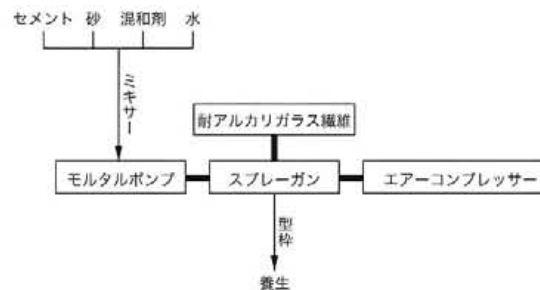 セメント 砂 混和剤 水
ミキサー
耐アルカリガラス繊維
モルタルポンプ スプレーガン エアーコンプレッサー
型枠
養生